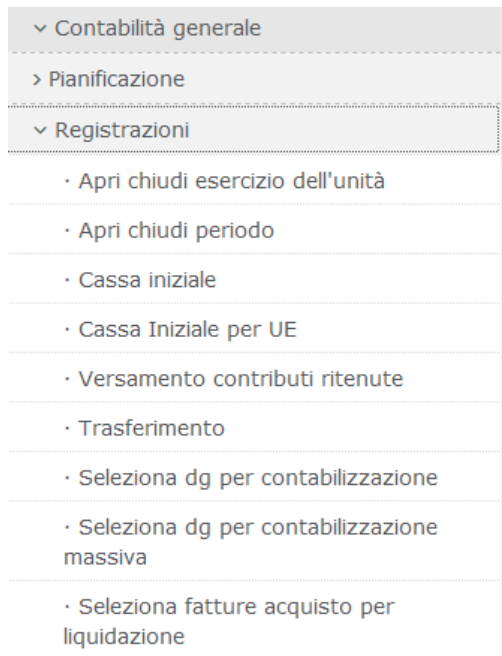 Contabilità generale
Pianificazione
Registrazioni
· Apri chiudi esercizio dell'unità
· Apri chiudi periodo
· Cassa iniziale
· Cassa Iniziale per UE
· Versamento contributi ritenute
· Trasferimento
· Seleziona dg per contabilizzazione
· Seleziona dg per contabilizzazione
massiva
· Seleziona fatture acquisto per
liquidazione